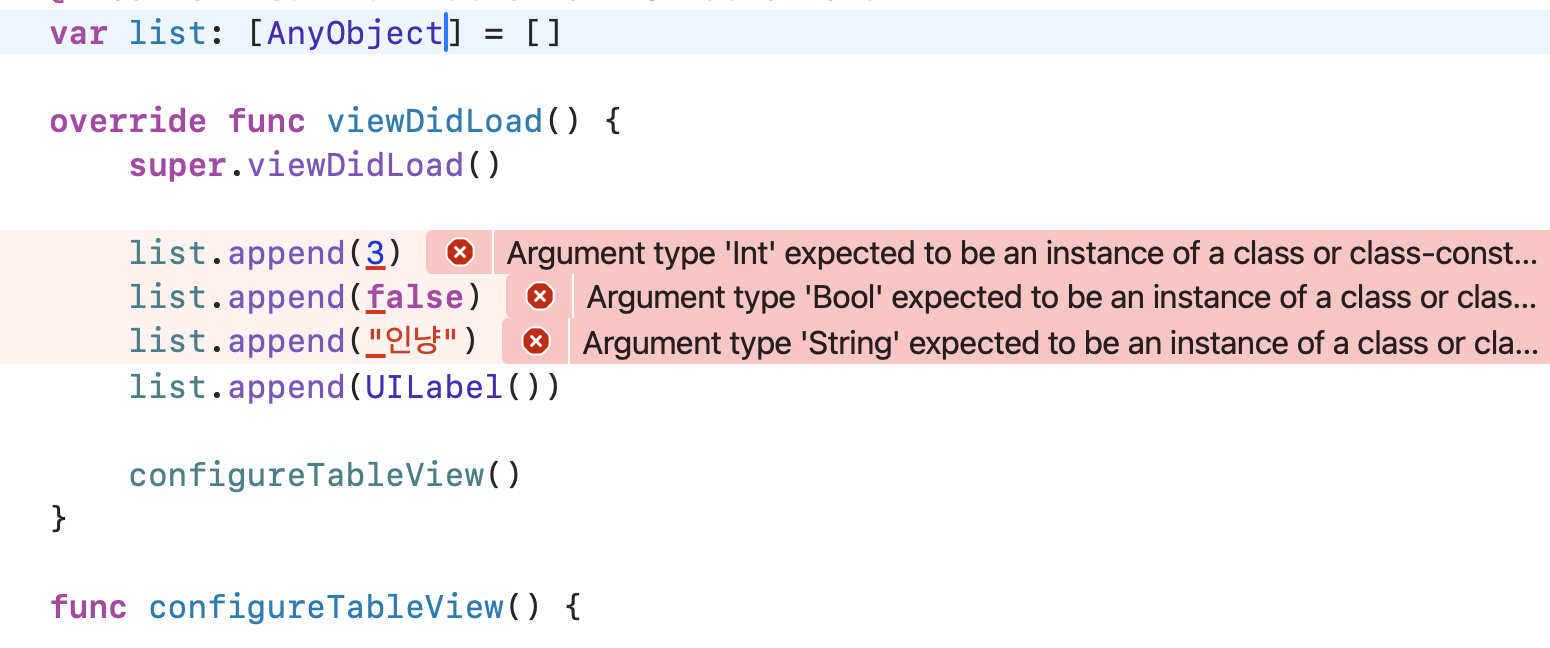 var list: [AnyObject] = []
override func viewDidLoad() {
super.viewDidLoad()
list.append(3) Argument type 'Int' expected to be an instance of a class or class-const...
list.append(false) Argument type 'Bool' expected to be an instance of a class or clas...
list.append("인냥") Argument type 'String' expected to be an instance of a class or cla...
list.append(UILabel())
configureTableView()
}
func configureTableView() {